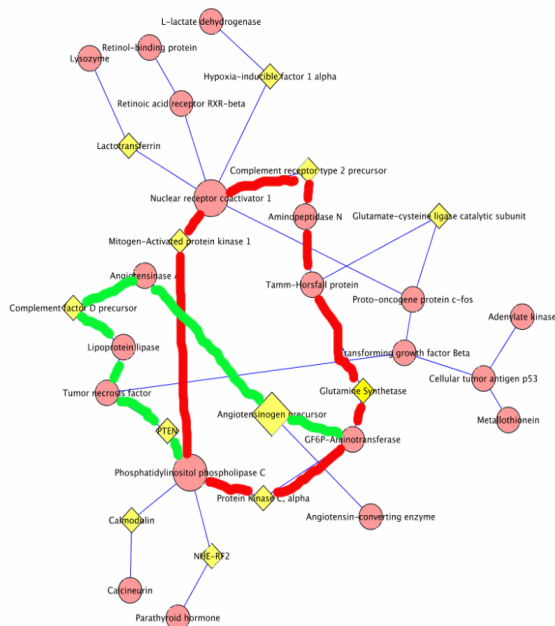 L-lactate dehydrogenase
Retinol-binding protein
Lysozyme
Hypoxia-inducible factor 1 alpha
Retinoic acid receptor RXR-beta
Lactotransferrin
Complement receptor type 2 precursor
Nuclear receptor coactivator 1
Aminopeptidase N
Glutamate-cysteine ligase catalytic subunit
Mitogen-Activated protein kinase 1
Angiotensinase
Tamm-Horsfall protein
Proto-oncogene protein c-fos
Complement factor D precursor
Adenylate kinase
Lipoprotein lipase
Transforming growth factor Beta
Cellular tumor antigen p53
Tumor necrosis factor
Glutamine Synthetase
Angiotensinogen precursor
Metallothionein
PTEN
GF6P-Aminotransferase
Phosphatidylinositol phospholipase C
Protein Kinase C, alpha
Angiotensin-converting enzyme
Calmodulin
NHE-RF2
Calcineurin
Parathyroid hormone